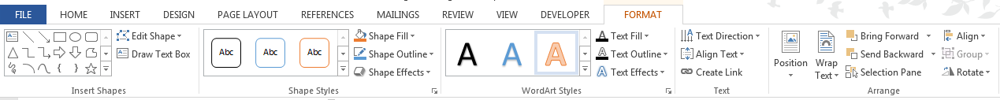 FILE HOME INSERT DESIGN PAGE LAYOUT REFERENCES MAILINGS REVIEW VIEW DEVELOPER FORMAT
Edit Shape
Draw Text Box
Insert Shapes
Abc Abc Abc
Shape Fill
Shape Outline
Shape Effects
Shape Styles
A A A
Text Fill
Text Outline
Text Effects
WordArt Styles
Text Direction
Align Text
Create Link
Text
Position
Wrap
Text
Bring Forward
Send Backward
Selection Pane
Align
Group
Rotate
Arrange